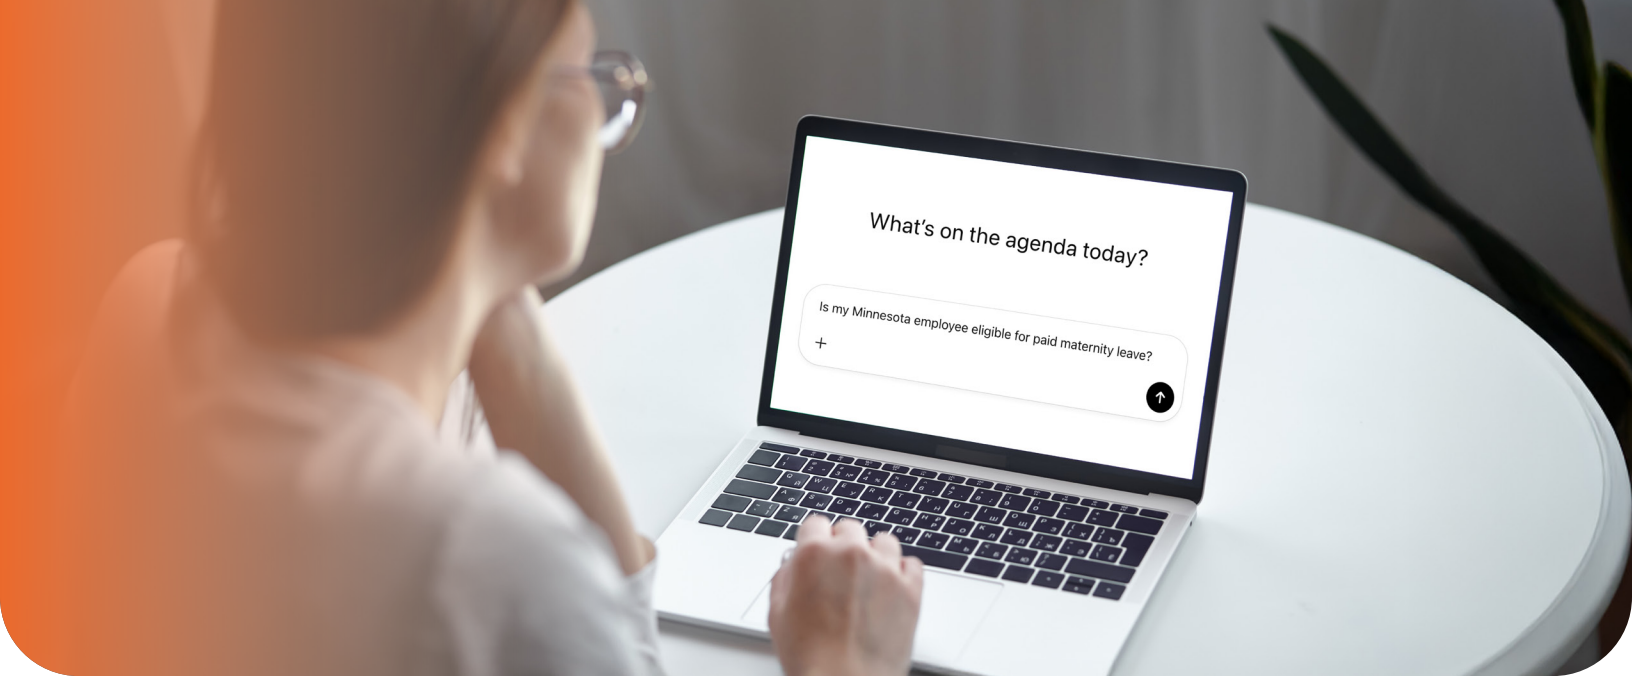 What's on the agenda today?
Is my Minnesota employee eligible for paid maternity leave?